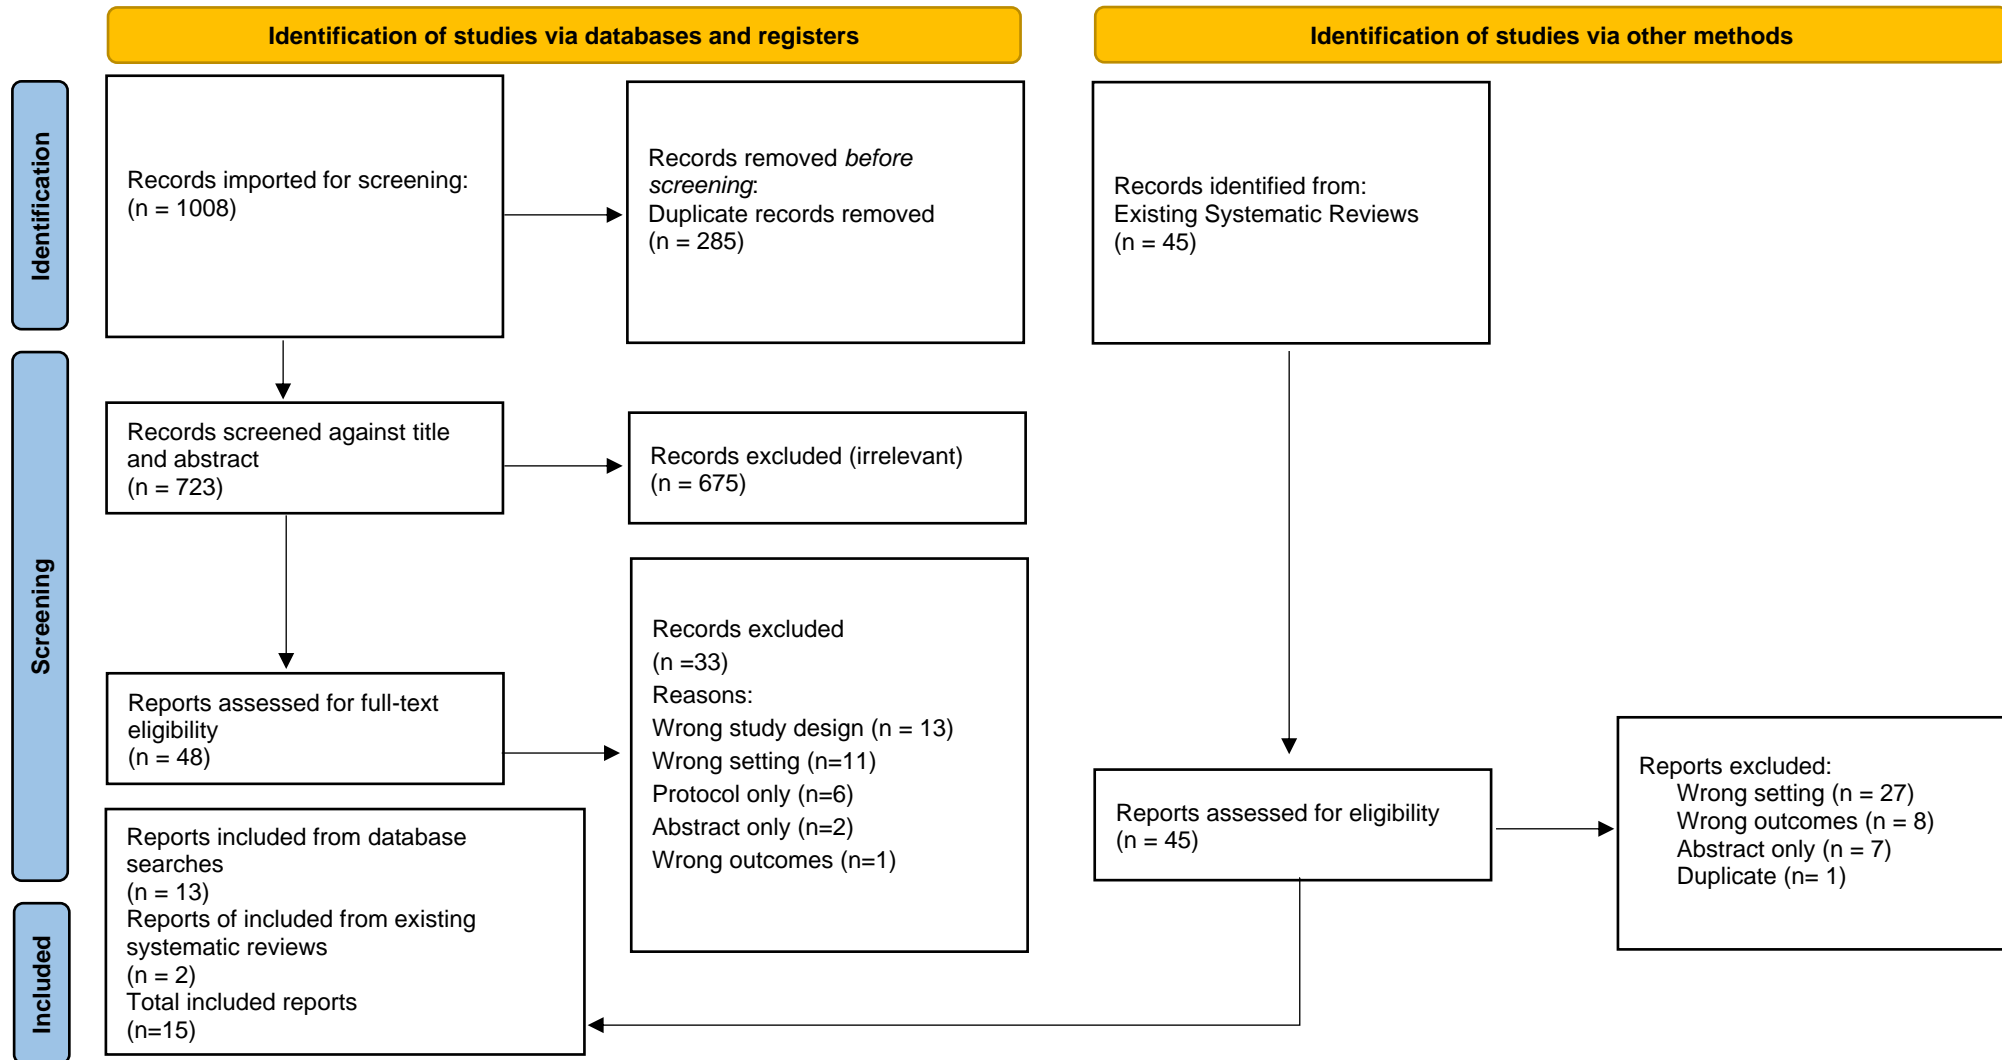 Identification of studies via databases and registers
Identification of studies via other methods
Identification
Records imported for screening:
(n = 1008)
Records removed before
screening:
Duplicate records removed
(n = 285)
Records identified from:
Existing Systematic Reviews
(n = 45)
Screening
Records screened against title
and abstract
(n = 723)
Records excluded (irrelevant)
(n = 675)
Reports assessed for full-text
eligibility
(n = 48)
Records excluded
(n =33)
Reasons:
Wrong study design (n = 13)
Wrong setting (n=11)
Protocol only (n=6)
Abstract only (n=2)
Wrong outcomes (n=1)
Reports assessed for eligibility
(n = 45)
Reports excluded:
Wrong setting (n = 27)
Wrong outcomes (n = 8)
Abstract only (n = 7)
Duplicate (n= 1)
Included
Reports included from database
searches
(n = 13)
Reports of included from existing
systematic reviews
(n = 2)
Total included reports
(n=15)